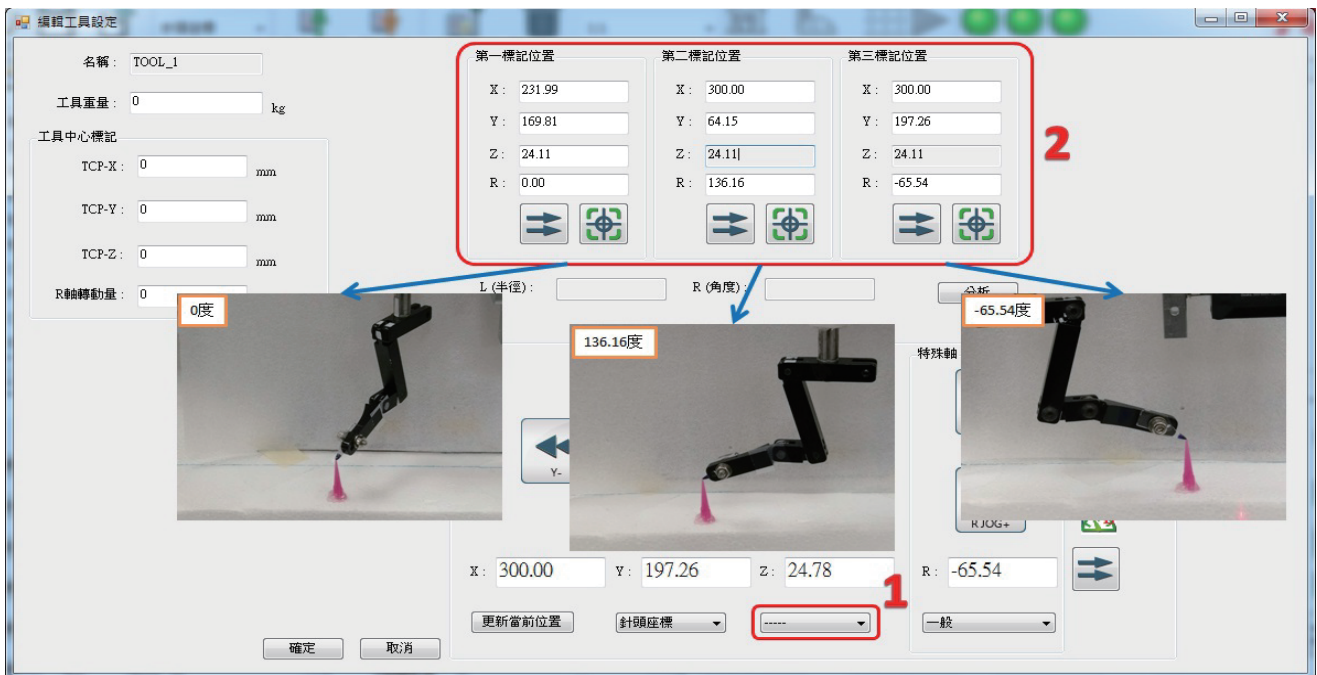 編輯工具設定
名稱： TOOL_1
工具重量： 0 kg
工具中心標記
TCP-X： 0 mm
TCP-Y： 0 mm
TCP-Z： 0 mm
R軸轉動量： 0
第一標記位置
X： 231.99
Y： 169.81
Z： 24.11
R： 0.00
第二標記位置
X： 300.00
Y： 64.15
Z： 24.11
R： 136.16
第三標記位置
X： 300.00
Y： 197.26
Z： 24.11
R： -65.54
2
L (半徑)：
R (角度)：
分析
0度
136.16度
-65.54度
特殊軸
Y-
RJOG+
X： 300.00 Y： 197.26 Z： 24.78 R： -65.54
1
更新當前位置 針頭座標 ----- 一般
確定 取消